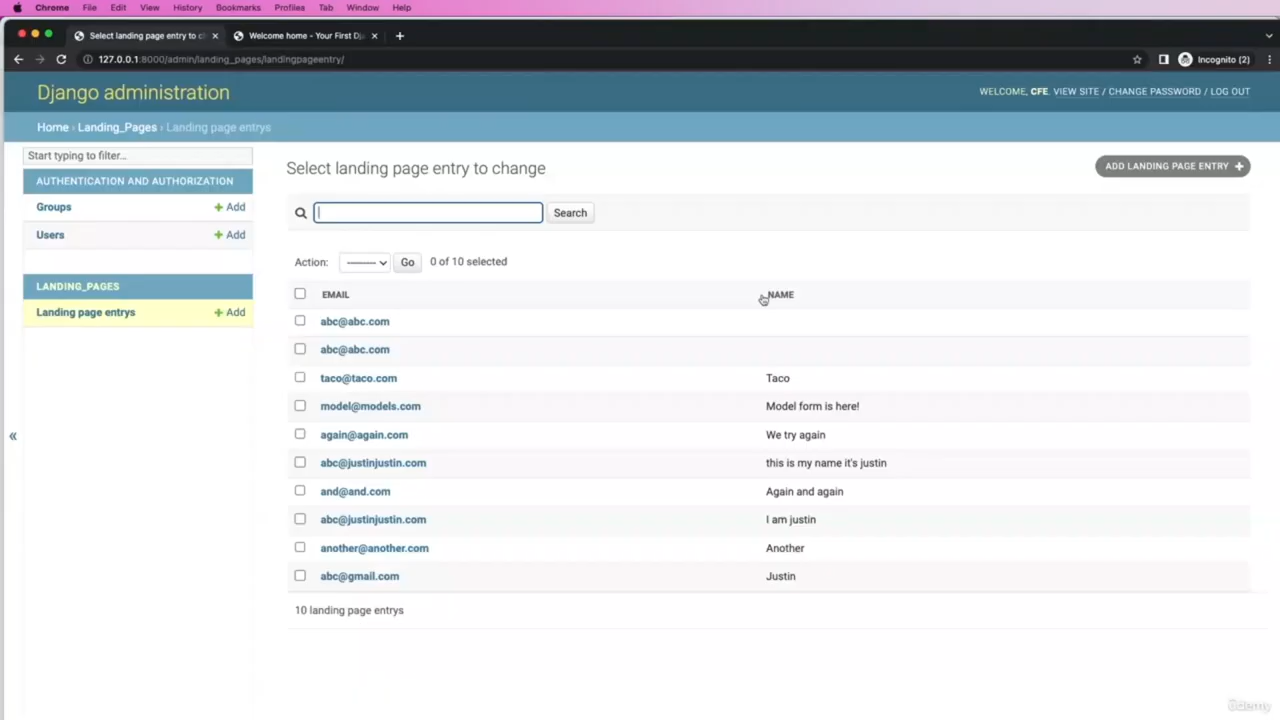 Chrome File Edit View History Bookmarks Profiles Tab Window Help
Select landing page entry to c Welcome home - Your First Dj
127.0.0.1:8000/admin/landing_pages/landingpageentry/ Incognito (2)
Django administration
WELCOME, CFE. VIEW SITE / CHANGE PASSWORD / LOG OUT
Home › Landing_Pages › Landing page entrys
Start typing to filter...
AUTHENTICATION AND AUTHORIZATION
Groups + Add
Users + Add
LANDING_PAGES
Landing page entrys + Add
«
Select landing page entry to change
ADD LANDING PAGE ENTRY +
Search
Action: --------- Go 0 of 10 selected
EMAIL NAME
abc@abc.com
abc@abc.com
taco@taco.com Taco
model@models.com Model form is here!
again@again.com We try again
abc@justinjustin.com this is my name it's justin
and@and.com Again and again
abc@justinjustin.com I am justin
another@another.com Another
abc@gmail.com Justin
10 landing page entrys
ûdemy